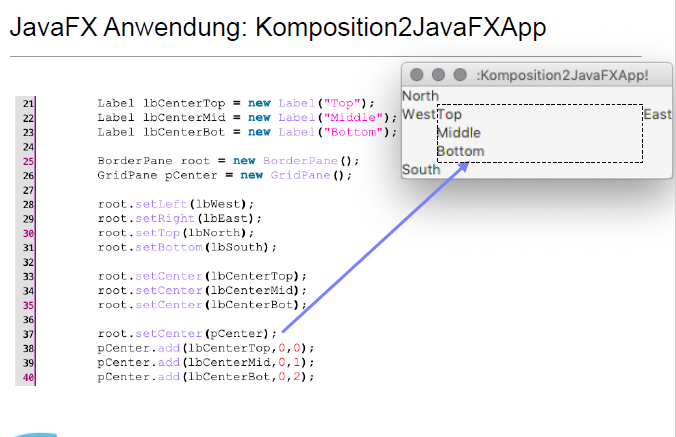 JavaFX Anwendung: Komposition2JavaFXApp
:Komposition2JavaFXApp!
North
West Top East
Middle
Bottom
South
21 Label lbCenterTop = new Label("Top");
22 Label lbCenterMid = new Label("Middle");
23 Label lbCenterBot = new Label("Bottom");
24
25 BorderPane root = new BorderPane();
26 GridPane pCenter = new GridPane();
27
28 root.setLeft(lbWest);
29 root.setRight(lbEast);
30 root.setTop(lbNorth);
31 root.setBottom(lbSouth);
32
33 root.setCenter(lbCenterTop);
34 root.setCenter(lbCenterMid);
35 root.setCenter(lbCenterBot);
36
37 root.setCenter(pCenter);
38 pCenter.add(lbCenterTop,0,0);
39 pCenter.add(lbCenterMid,0,1);
40 pCenter.add(lbCenterBot,0,2);